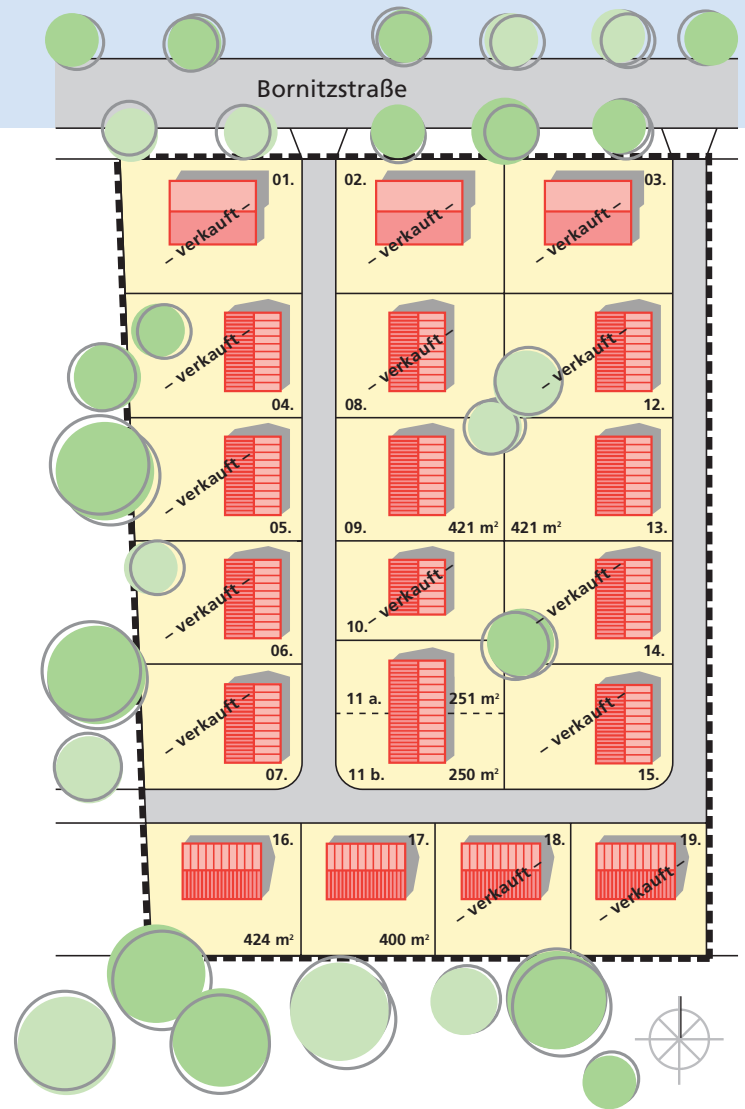 Bornitzstraße
01. 02. 03.
– verkauft – – verkauft – – verkauft –
– verkauft – – verkauft – – verkauft –
04. 08. 12.
– verkauft –
05. 09. 421 m² 421 m² 13.
– verkauft – – verkauft – – verkauft –
06. 10. 14.
11 a. 251 m²
– verkauft – – verkauft –
07. 11 b. 250 m² 15.
16. 17. 18. 19.
– verkauft – – verkauft –
424 m² 400 m²